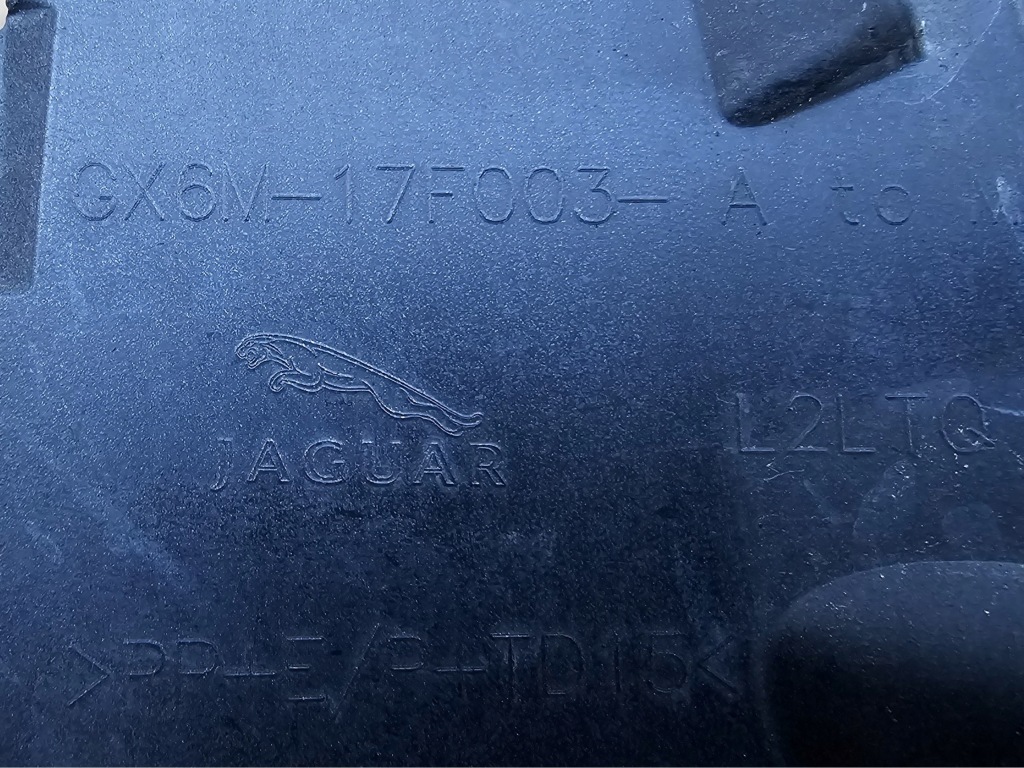 GX6M-17F003- A to M
JAGUAR
L2LTQ
>PP+E/P-TD15<